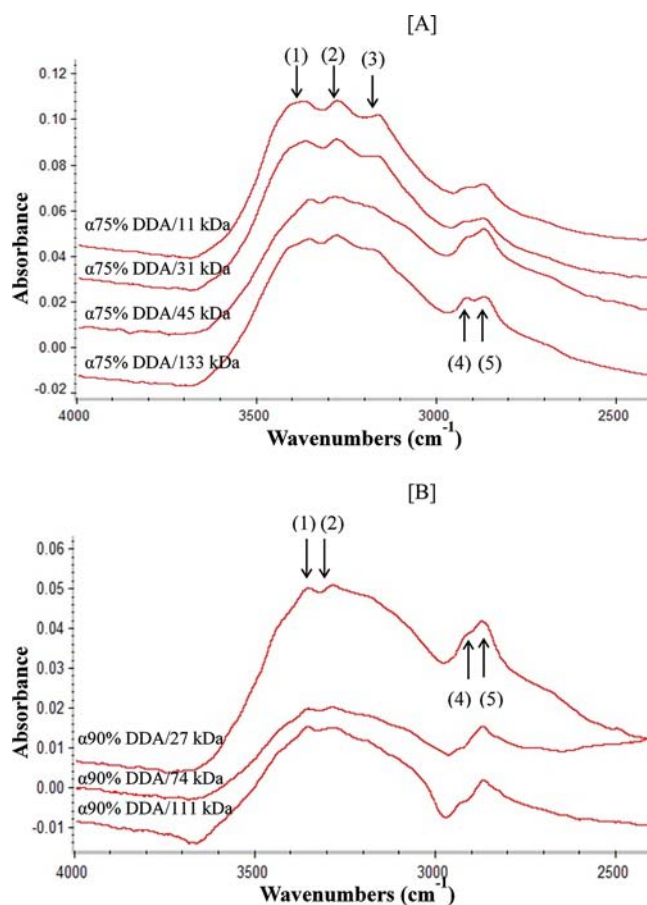 [A]
(1) (2) (3)
0.12
0.10
0.08
0.06
0.04
0.02
0.00
-0.02
Absorbance
α75% DDA/11 kDa
α75% DDA/31 kDa
α75% DDA/45 kDa
α75% DDA/133 kDa
(4) (5)
4000 3500 3000 2500
Wavenumbers (cm⁻¹)
[B]
(1) (2)
0.06
0.05
0.04
0.03
0.02
0.01
0.00
-0.01
Absorbance
(4) (5)
α90% DDA/27 kDa
α90% DDA/74 kDa
α90% DDA/111 kDa
4000 3500 3000 2500
Wavenumbers (cm⁻¹)